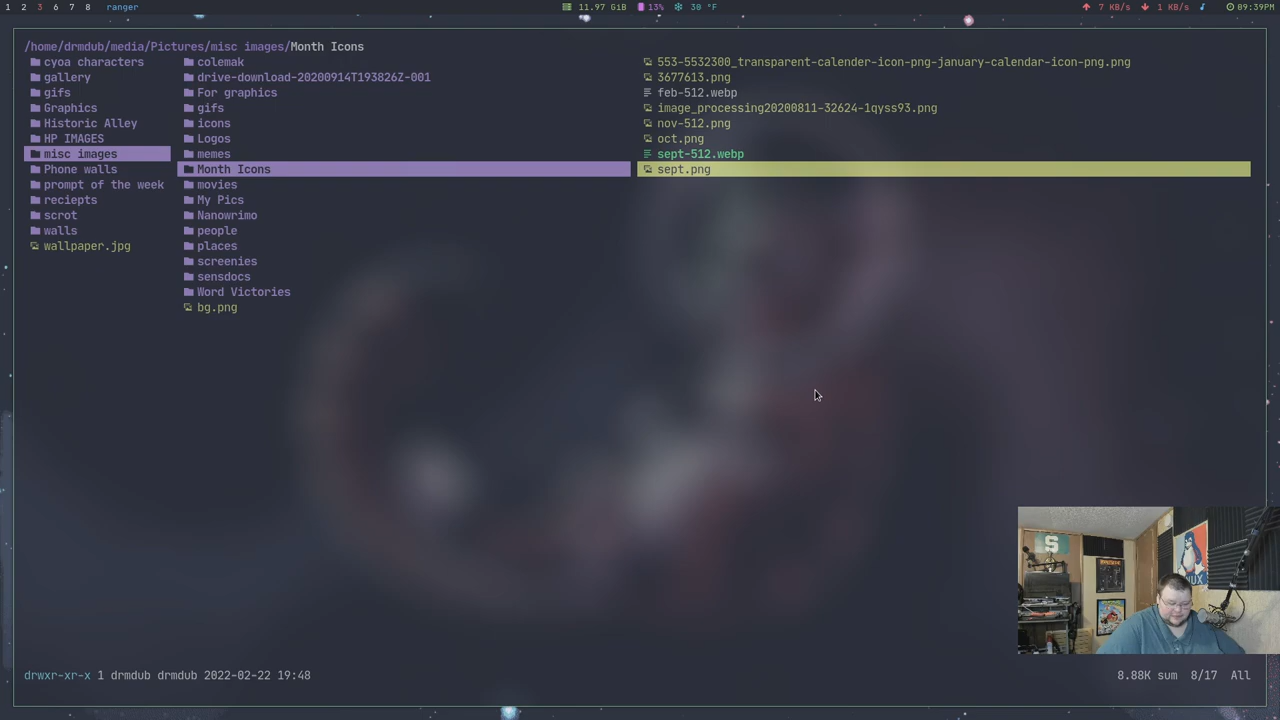 1 2 3 6 7 8 ranger
11.97 GiB 13% 30 °F
7 KB/s 1 KB/s 09:39PM
/home/drmdub/media/Pictures/misc images/Month Icons
cyoa characters
gallery
gifs
Graphics
Historic Alley
HP IMAGES
misc images
Phone walls
prompt of the week
reciepts
scrot
walls
wallpaper.jpg
colemak
drive-download-20200914T193826Z-001
For graphics
gifs
icons
Logos
memes
Month Icons
movies
My Pics
Nanowrimo
people
places
screenies
sensdocs
Word Victories
bg.png
553-5532300_transparent-calender-icon-png-january-calendar-icon-png.png
3677613.png
feb-512.webp
image_processing20200811-32624-1qyss93.png
nov-512.png
oct.png
sept-512.webp
sept.png
S
drwxr-xr-x 1 drmdub drmdub 2022-02-22 19:48
8.88K sum 8/17 All